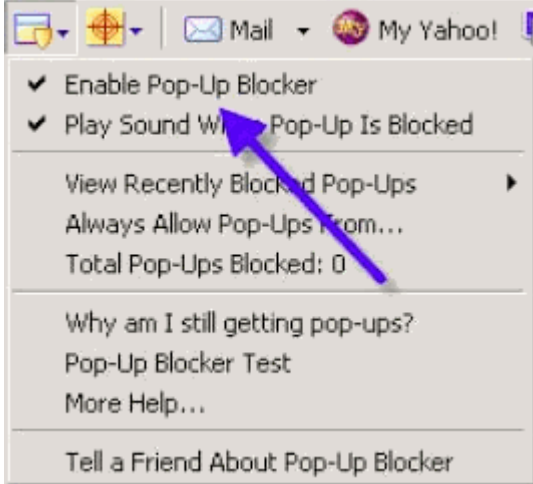 Mail My Yahoo!
Enable Pop-Up Blocker
Play Sound When Pop-Up Is Blocked
View Recently Blocked Pop-Ups
Always Allow Pop-Ups From...
Total Pop-Ups Blocked: 0
Why am I still getting pop-ups?
Pop-Up Blocker Test
More Help...
Tell a Friend About Pop-Up Blocker